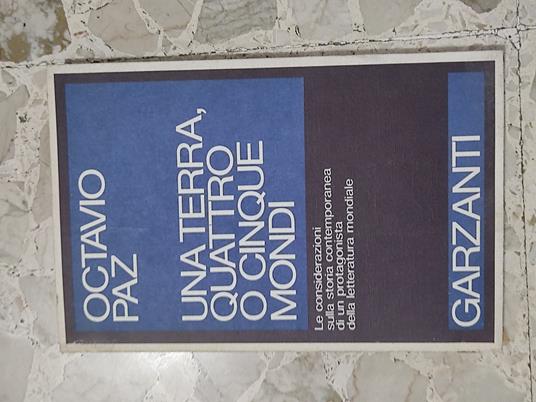 OCTAVIO
PAZ
UNA TERRA,
QUATTRO
O CINQUE
MONDI
Le considerazioni
sulla storia contemporanea
di un protagonista
della letteratura mondiale
GARZANTI